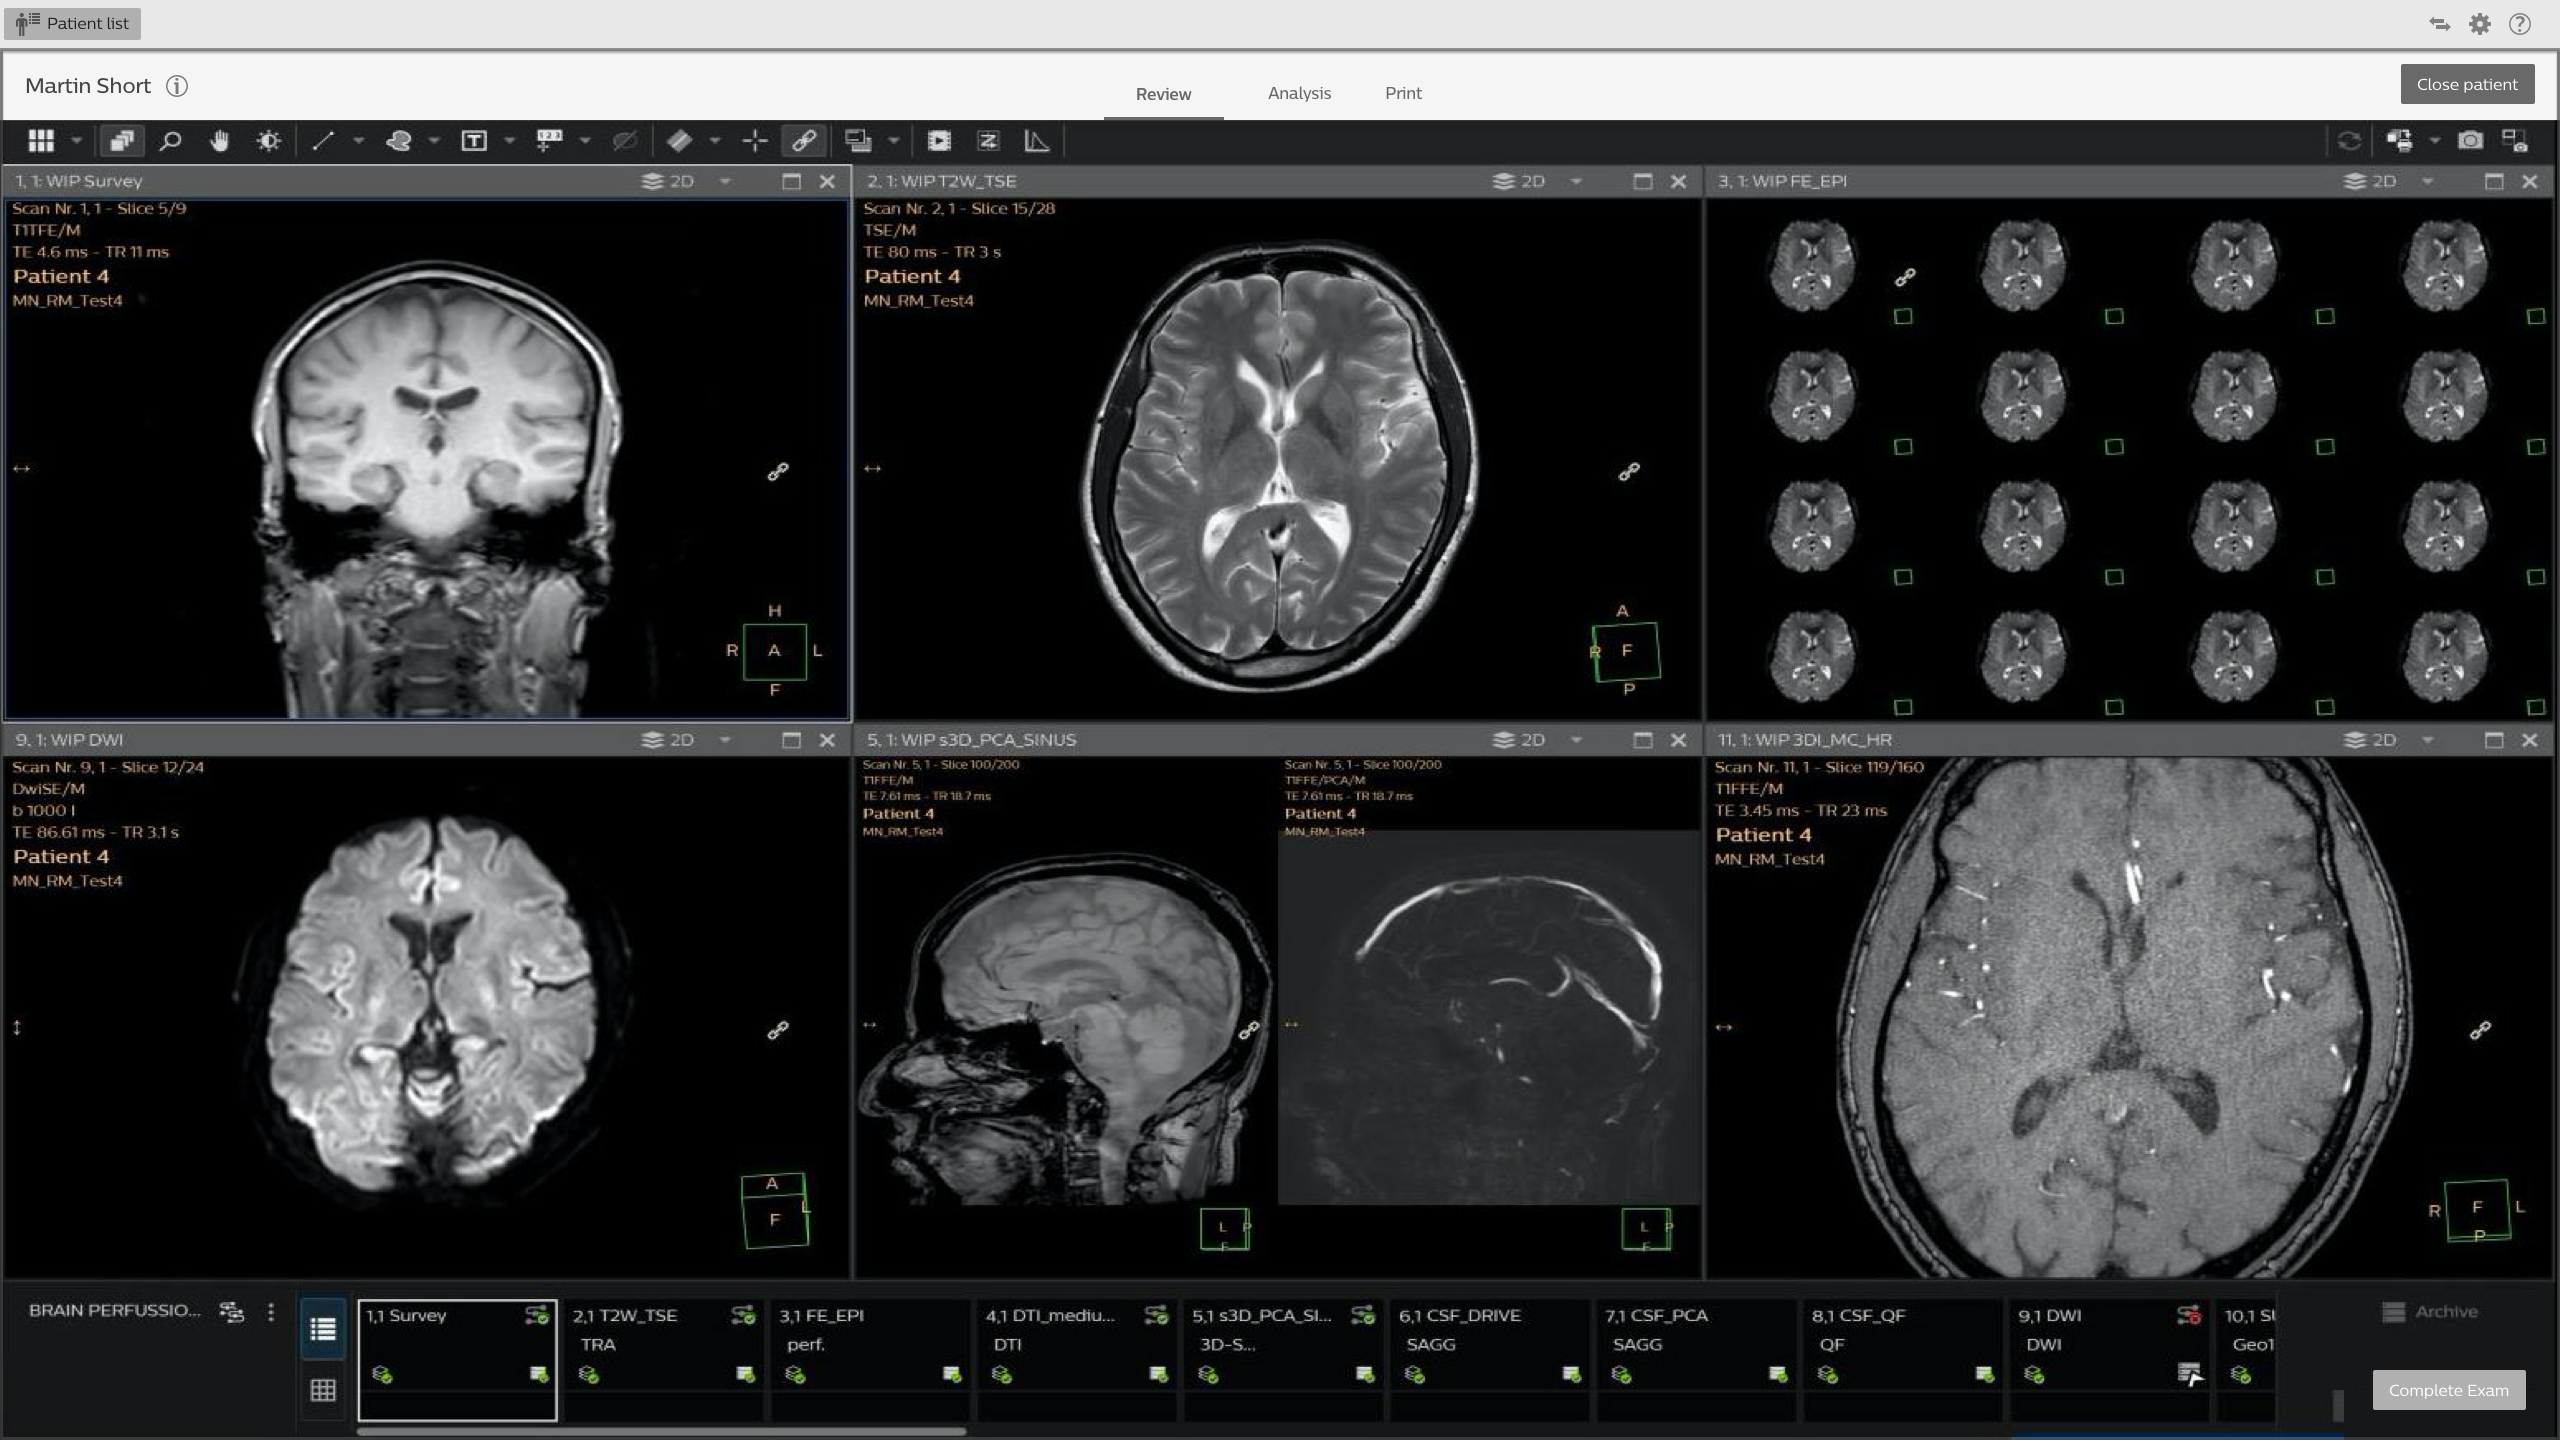 Patient list
Martin Short
Review
Analysis
Print
Close patient
1, 1: WIP Survey
2D
Scan Nr. 1, 1 - Slice 5/9
T1TFE/M
TE 4.6 ms - TR 11 ms
Patient 4
MN_RM_Test4
H
R A L
F
2, 1: WIP T2W_TSE
2D
Scan Nr. 2, 1 - Slice 15/28
TSE/M
TE 80 ms - TR 3 s
Patient 4
MN_RM_Test4
A
R F
P
3, 1: WIP FE_EPI
2D
9, 1: WIP DWI
2D
Scan Nr. 9, 1 - Slice 12/24
DwiSE/M
b 1000 I
TE 86.61 ms - TR 3.1 s
Patient 4
MN_RM_Test4
A
L
F
5, 1: WIP s3D_PCA_SINUS
2D
Scan Nr. 5, 1 - Slice 100/200
T1FFE/M
TE 7.61 ms - TR 18.7 ms
Patient 4
MN_RM_Test4
L P
F
Scan Nr. 5, 1 - Slice 100/200
T1FFE/PCA/M
TE 7.61 ms - TR 18.7 ms
Patient 4
MN_RM_Test4
L P
F
11, 1: WIP 3DI_MC_HR
2D
Scan Nr. 11, 1 - Slice 119/160
T1FFE/M
TE 3.45 ms - TR 23 ms
Patient 4
MN_RM_Test4
R F L
P
BRAIN PERFUSSIO...
1,1 Survey
2,1 T2W_TSE
TRA
3,1 FE_EPI
perf.
4,1 DTI_mediu...
DTI
5,1 s3D_PCA_SI...
3D-S...
6,1 CSF_DRIVE
SAGG
7,1 CSF_PCA
SAGG
8,1 CSF_QF
QF
9,1 DWI
DWI
10,1
Geo1
Archive
Complete Exam